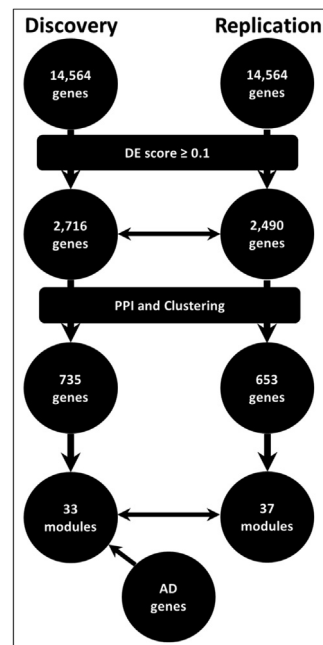 Discovery Replication
14,564 14,564
genes genes
DE score ≥ 0.1
2,716 2,490
genes genes
PPI and Clustering
735 653
genes genes
33 37
modules modules
AD
genes